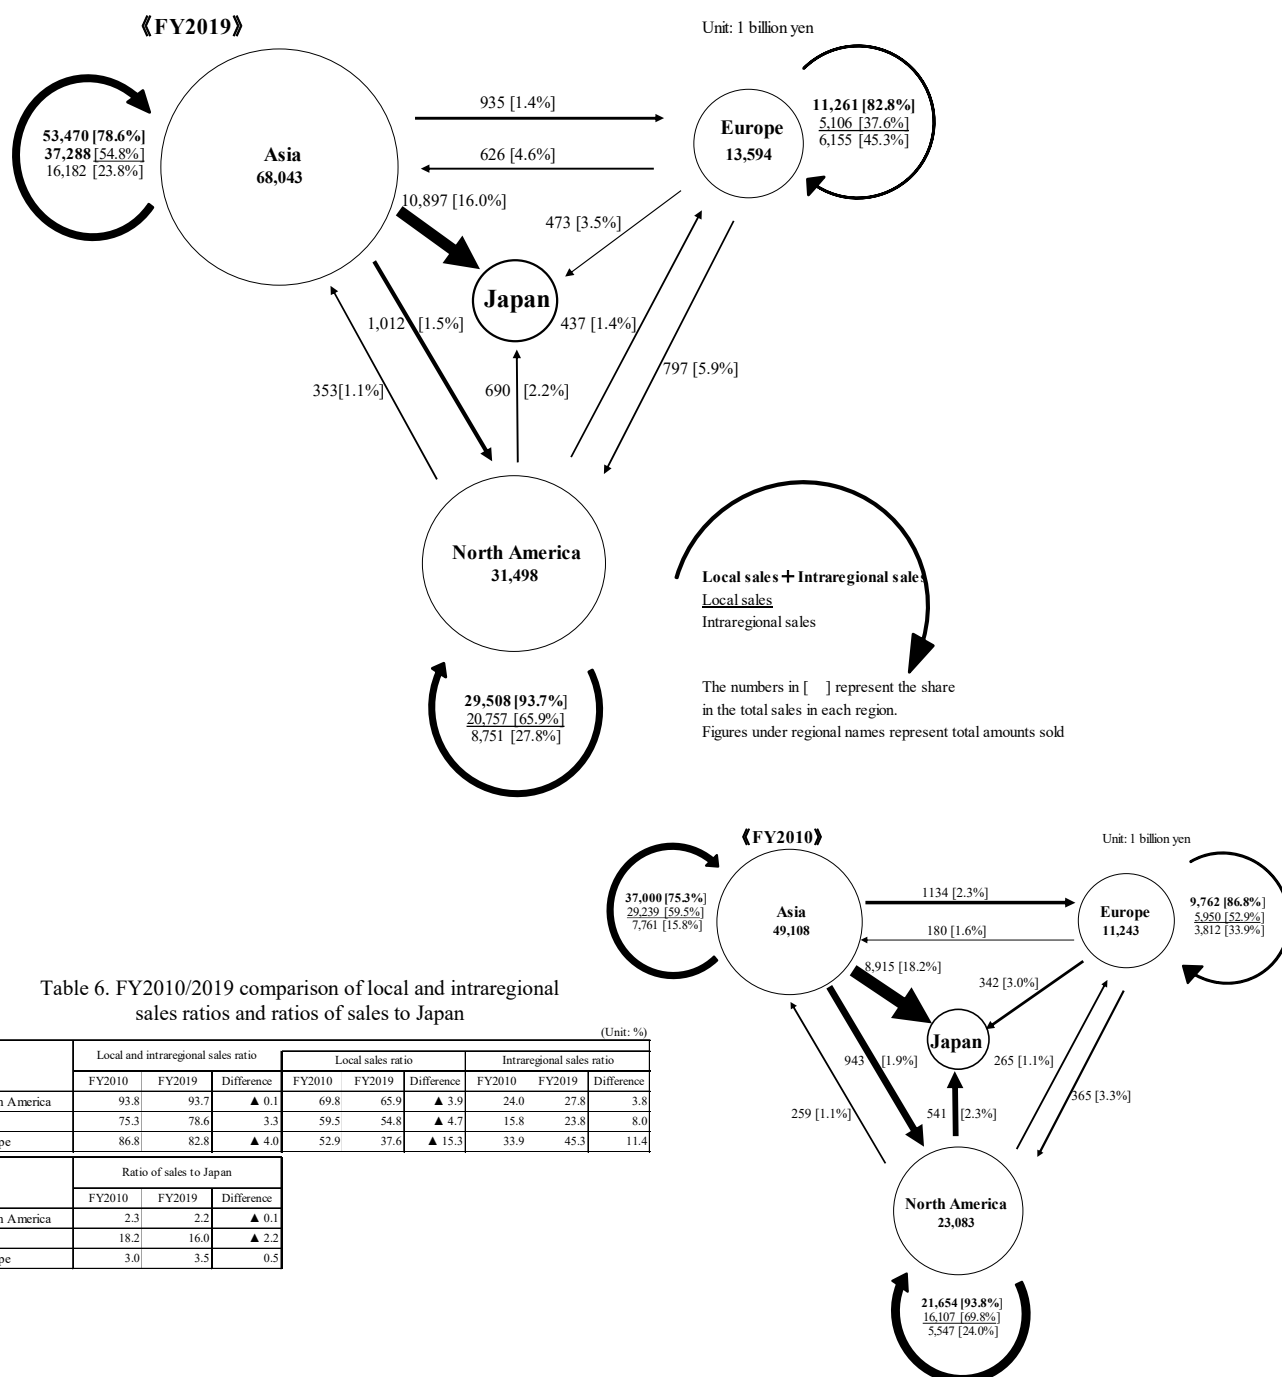 《FY2019》
Unit: 1 billion yen
935 [1.4%]
626 [4.6%]
53,470 [78.6%]
37,288 [54.8%]
16,182 [23.8%]
Asia
68,043
Europe
13,594
11,261 [82.8%]
5,106 [37.6%]
6,155 [45.3%]
10,897 [16.0%]
473 [3.5%]
Japan
1,012 [1.5%]
437 [1.4%]
797 [5.9%]
353[1.1%]
690 [2.2%]
North America
31,498
29,508 [93.7%]
20,757 [65.9%]
8,751 [27.8%]
Local sales＋Intraregional sales
Local sales
Intraregional sales
The numbers in [ ] represent the share
in the total sales in each region.
Figures under regional names represent total amounts sold
《FY2010》
Unit: 1 billion yen
37,000 [75.3%]
29,239 [59.5%]
7,761 [15.8%]
Asia
49,108
1134 [2.3%]
180 [1.6%]
Europe
11,243
9,762 [86.8%]
5,950 [52.9%]
3,812 [33.9%]
8,915 [18.2%]
342 [3.0%]
Japan
943 [1.9%]
265 [1.1%]
365 [3.3%]
259 [1.1%]
541 [2.3%]
North America
23,083
21,654 [93.8%]
16,107 [69.8%]
5,547 [24.0%]
Table 6. FY2010/2019 comparison of local and intraregional
sales ratios and ratios of sales to Japan
(Unit: %)
Local and intraregional sales ratio Local sales ratio Intraregional sales ratio
FY2010 FY2019 Difference FY2010 FY2019 Difference FY2010 FY2019 Difference
America 93.8 93.7 ▲ 0.1 69.8 65.9 ▲ 3.9 24.0 27.8 3.8
75.3 78.6 3.3 59.5 54.8 ▲ 4.7 15.8 23.8 8.0
pe 86.8 82.8 ▲ 4.0 52.9 37.6 ▲ 15.3 33.9 45.3 11.4
Ratio of sales to Japan
FY2010 FY2019 Difference
America 2.3 2.2 ▲ 0.1
18.2 16.0 ▲ 2.2
pe 3.0 3.5 0.5